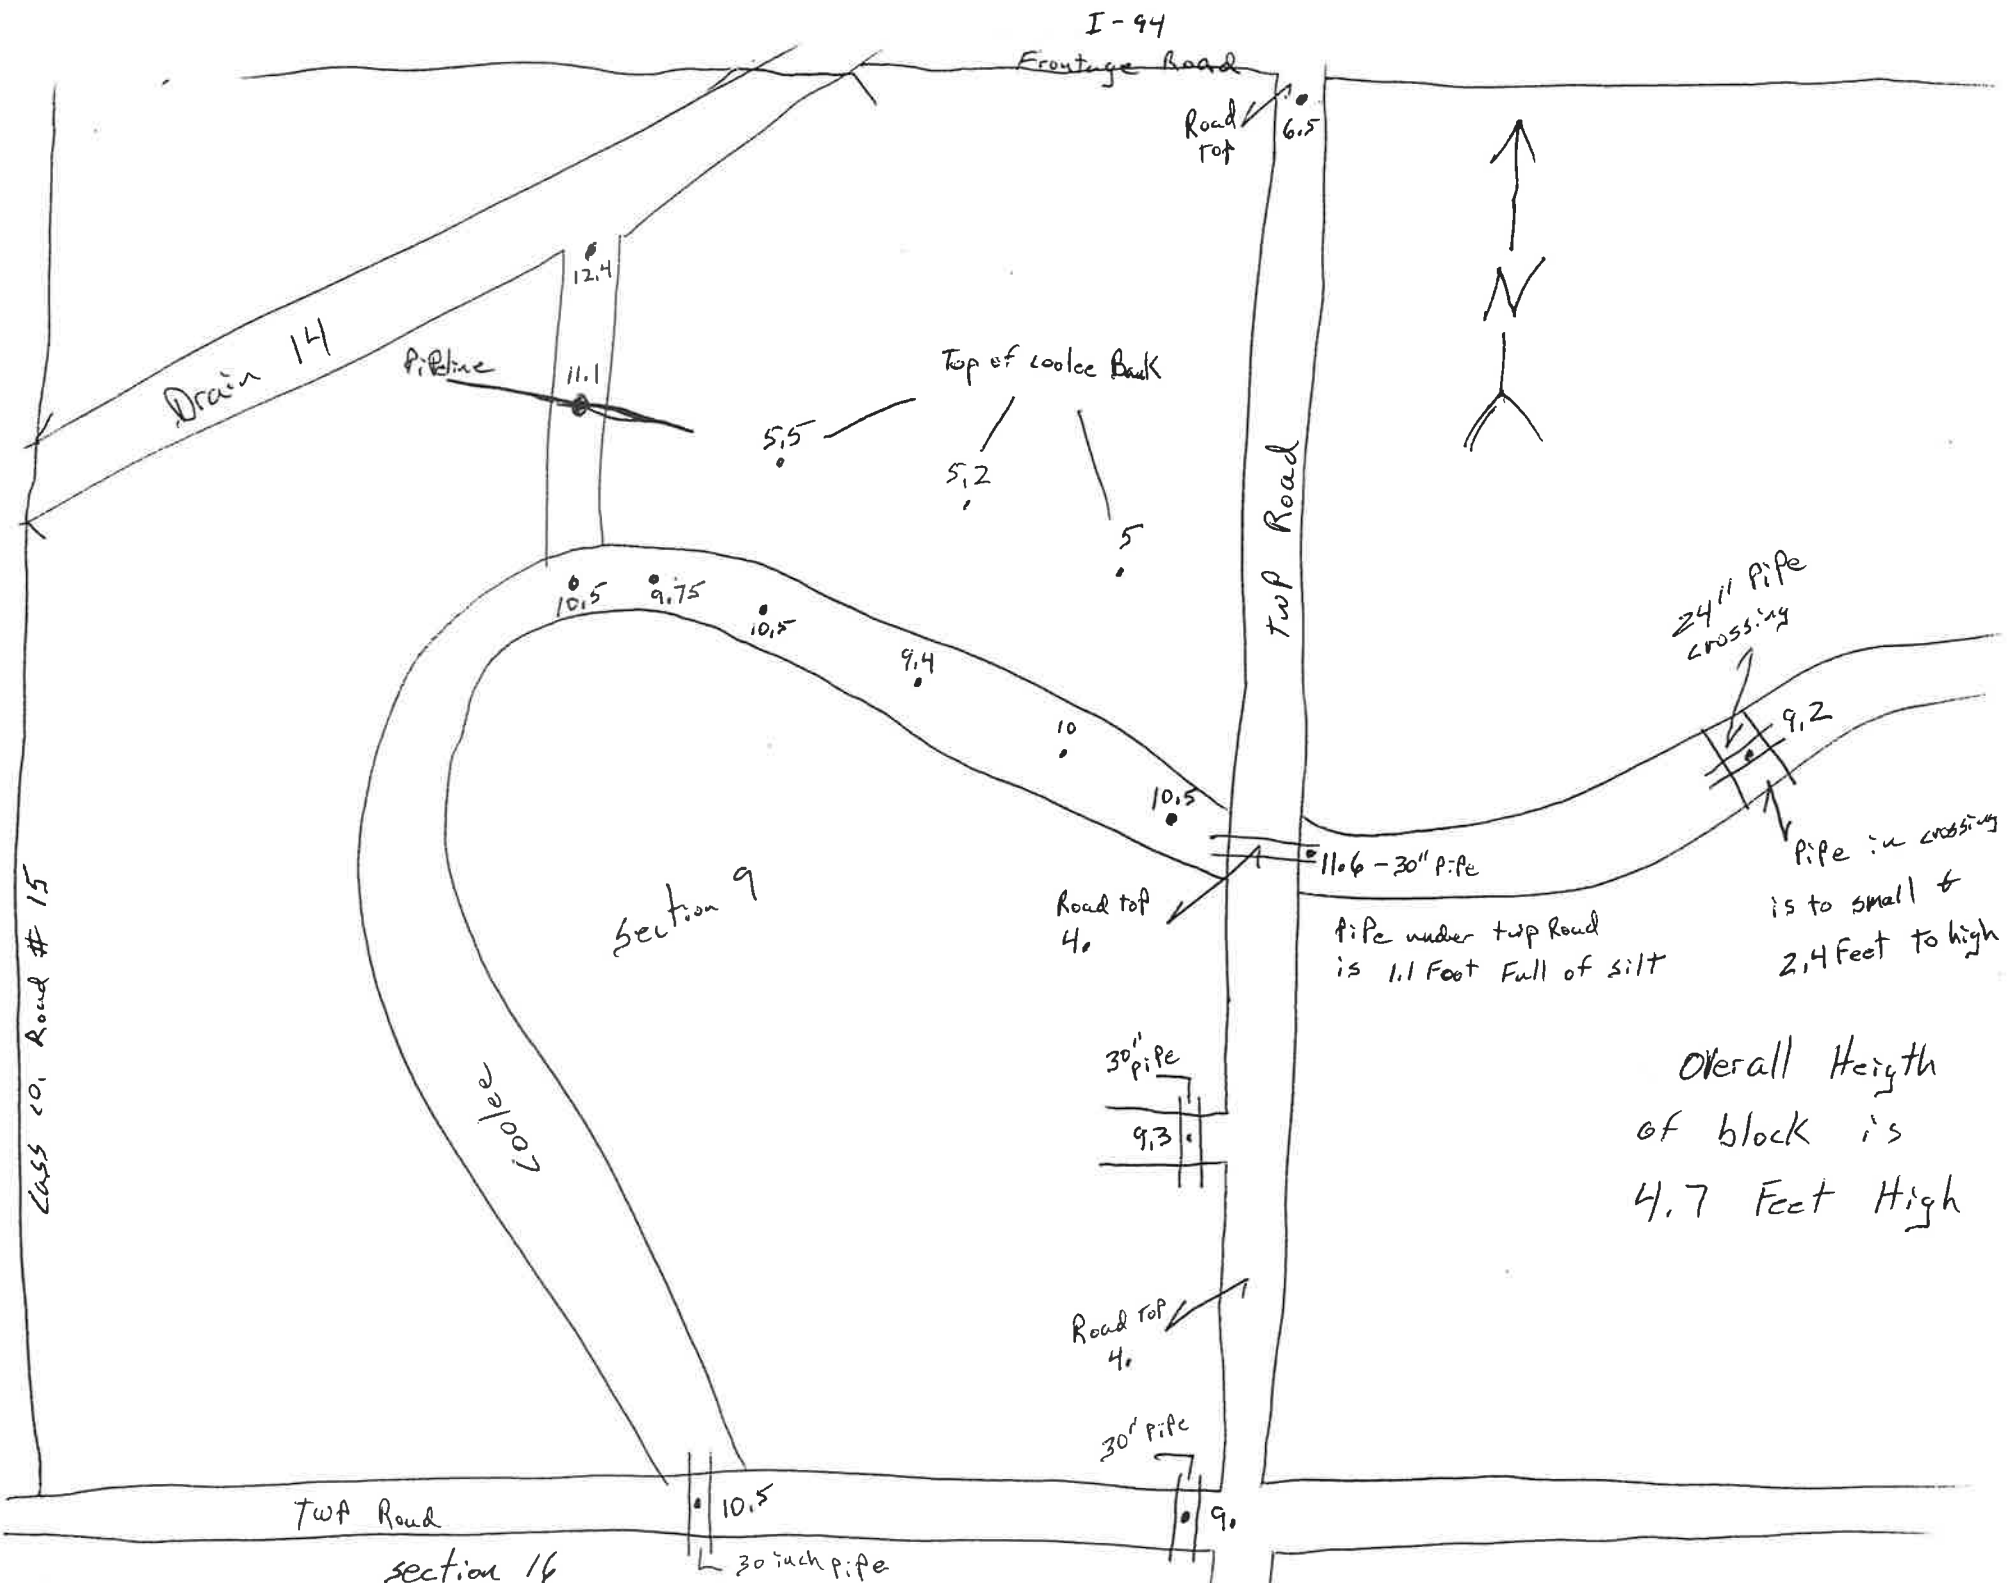 I-94
Frontage Road
Road
Top
6.5
12.4
Drain 14
Pipeline
11.1
Top of coolee Bank
5.5
5.2
5
N
Twp Road
24" Pipe
crossing
10.5
9.75
10.5
9.4
10
10.5
9.2
11.6 - 30" Pipe
Road top
4.
Pipe under twp Road
is 1.1 Foot Full of silt
Pipe in crossing
is to small &
2.4 Feet to high
Section 9
Cass co. Road # 15
Coolee
30" pipe
9.3
Overall Heigth
of block is
4.7 Feet High
Road Top
4.
30" pipe
Twp Road
10.5
9.
30 inch pipe
section 16